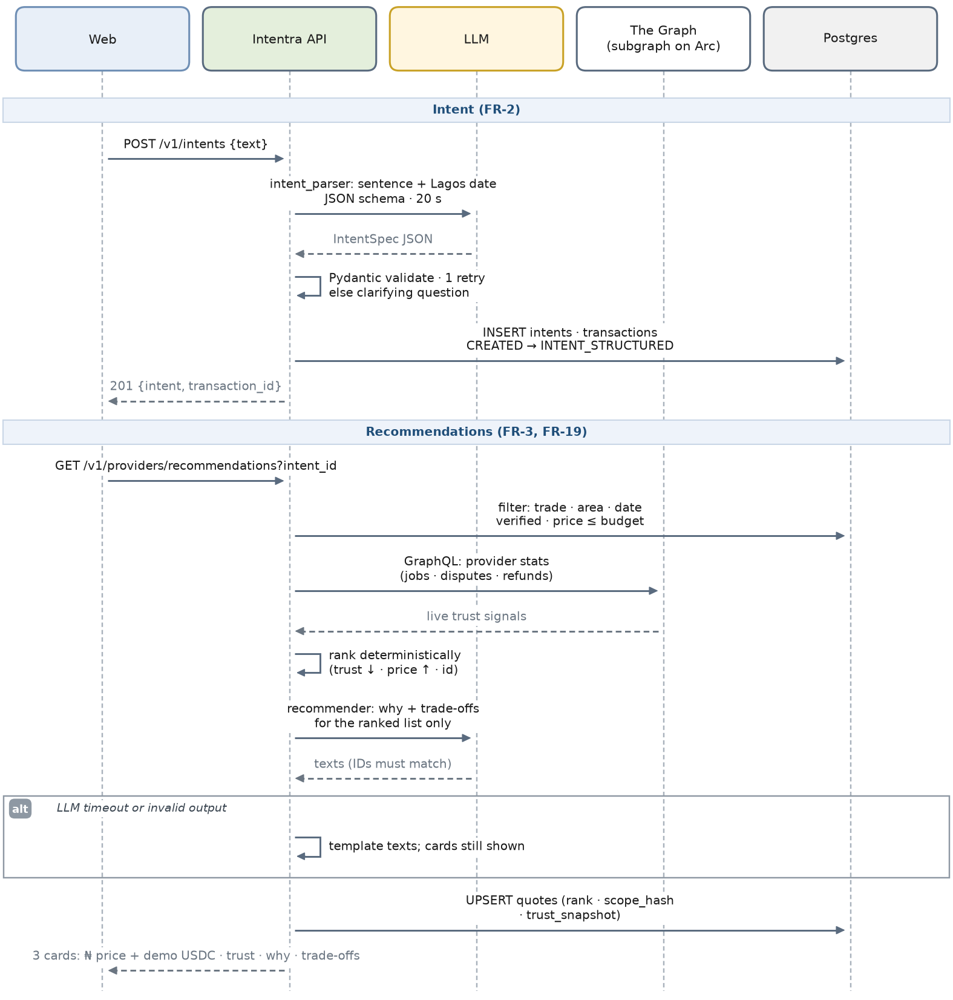 Web
Intentra API
LLM
The Graph
(subgraph on Arc)
Postgres
Intent (FR-2)
POST /v1/intents {text}
intent_parser: sentence + Lagos date
JSON schema · 20 s
IntentSpec JSON
Pydantic validate · 1 retry
else clarifying question
INSERT intents · transactions
CREATED → INTENT_STRUCTURED
201 {intent, transaction_id}
Recommendations (FR-3, FR-19)
GET /v1/providers/recommendations?intent_id
filter: trade · area · date
verified · price ≤ budget
GraphQL: provider stats
(jobs · disputes · refunds)
live trust signals
rank deterministically
(trust ↓ · price ↑ · id)
recommender: why + trade-offs
for the ranked list only
texts (IDs must match)
alt
LLM timeout or invalid output
template texts; cards still shown
UPSERT quotes (rank · scope_hash
· trust_snapshot)
3 cards: ₦ price + demo USDC · trust · why · trade-offs